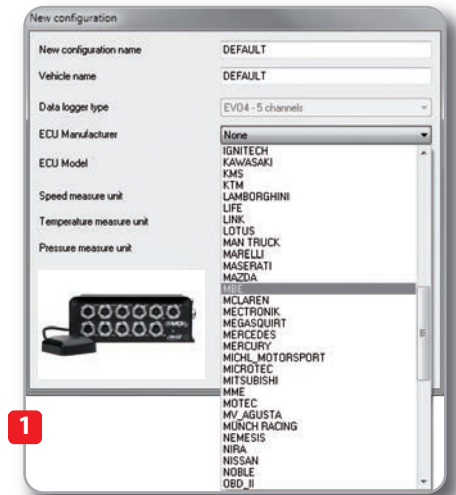 New configuration
New configuration name DEFAULT
Vehicle name DEFAULT
Data logger type EVO4 - 5 channels
ECU Manufacturer None
ECU Model
Speed measure unit
Temperature measure unit
Pressure measure unit
IGNITECH
KAWASAKI
KMS
KTM
LAMBORGHINI
LIFE
LINK
LOTUS
MAN TRUCK
MARELLI
MASERATI
MAZDA
MBE
MCLAREN
MECTRONIK
MEGASQUIRT
MERCEDES
MERCURY
MICHL_MOTORSPORT
MICROTEC
MITSUBISHI
MME
MOTEC
MV_AGUSTA
MÜNCH RACING
NEMESIS
NIRA
NISSAN
NOBLE
OBD_II
1